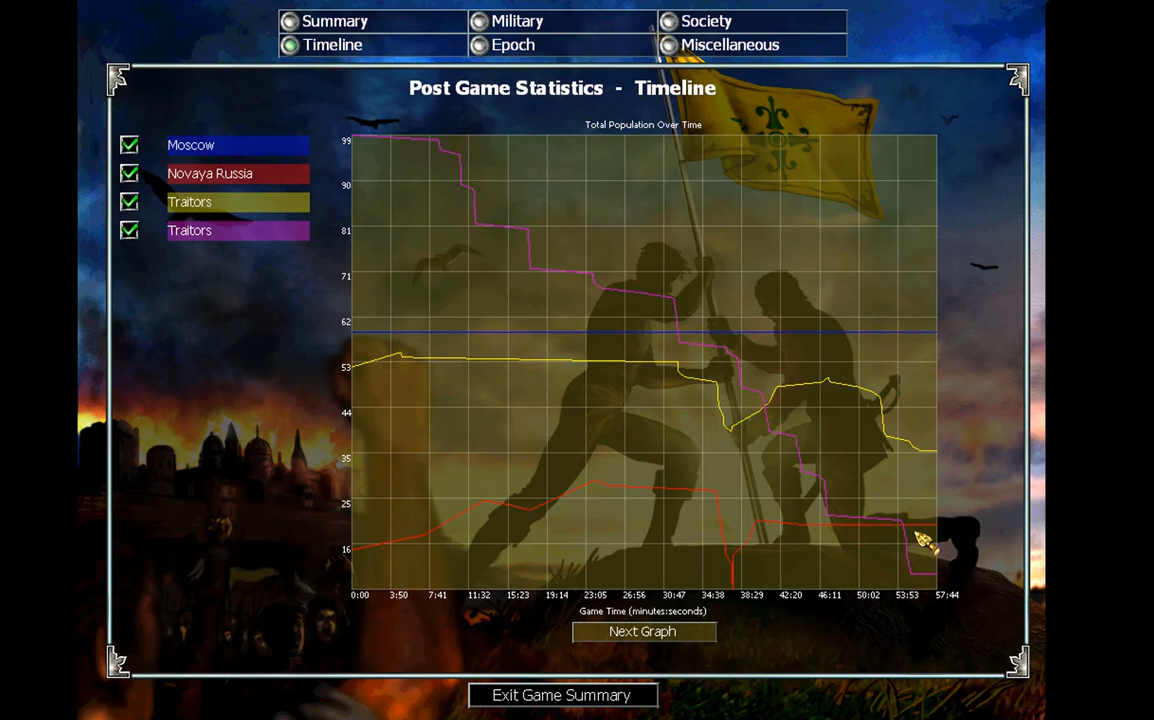 Summary Military Society
Timeline Epoch Miscellaneous
Post Game Statistics - Timeline
Total Population Over Time
Moscow
Novaya Russia
Traitors
Traitors
99
90
81
71
62
53
44
35
25
16
0:00 3:50 7:41 11:32 15:23 19:14 23:05 26:56 30:47 34:38 38:29 42:20 46:11 50:02 53:53 57:44
Game Time (minutes:seconds)
Next Graph
Exit Game Summary